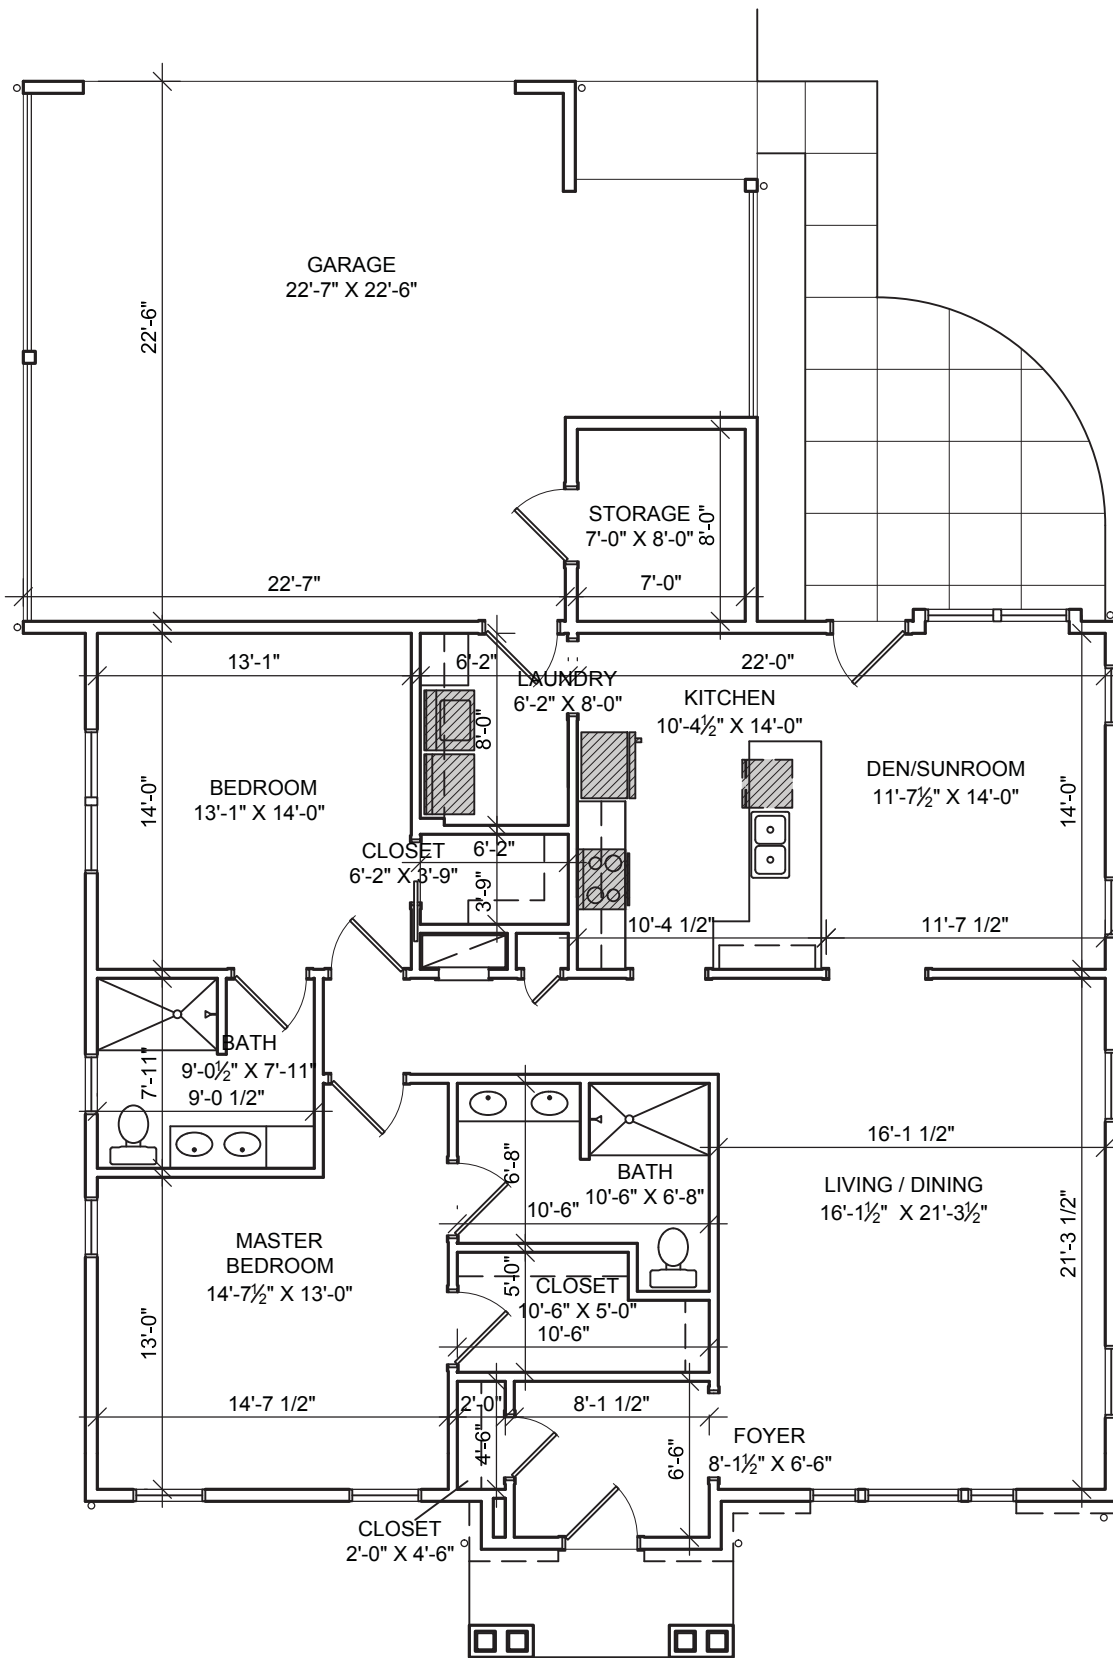 GARAGE
22'-7" X 22'-6"
22'-6"
STORAGE
7'-0" X 8'-0"
8'-0"
22'-7"
7'-0"
13'-1"
6'-2"
22'-0"
LAUNDRY
6'-2" X 8'-0"
8'-0"
KITCHEN
10'-4½" X 14'-0"
DEN/SUNROOM
11'-7½" X 14'-0"
14'-0"
BEDROOM
13'-1" X 14'-0"
14'-0"
CLOSET
6'-2" X 3'-9"
6'-2"
3'-9"
10'-4 1/2"
11'-7 1/2"
BATH
9'-0½" X 7'-11"
9'-0 1/2"
7'-11"
16'-1 1/2"
BATH
10'-6" X 6'-8"
10'-6"
6'-8"
LIVING / DINING
16'-1½" X 21'-3½"
21'-3 1/2"
MASTER
BEDROOM
14'-7½" X 13'-0"
13'-0"
CLOSET
10'-6" X 5'-0"
10'-6"
5'-0"
14'-7 1/2"
2'-0"
8'-1 1/2"
4'-6"
6'-6"
FOYER
8'-1½" X 6'-6"
CLOSET
2'-0" X 4'-6"